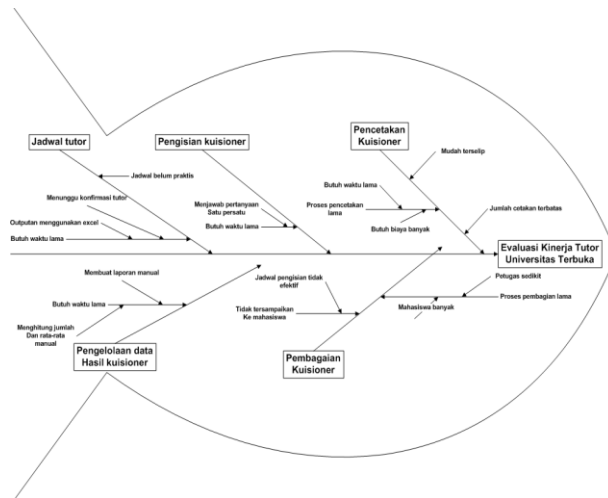 Jadwal tutor
Pengisian kuisioner
Pencetakan
Kuisioner
Mudah terselip
Jadwal belum praktis
Menunggu konfirmasi tutor
Outputan menggunakan excel
Butuh waktu lama
Menjawab pertanyaan
Satu persatu
Butuh waktu lama
Butuh waktu lama
Proses pencetakan
lama
Butuh biaya banyak
Jumlah cetakan terbatas
Evaluasi Kinerja Tutor
Universitas Terbuka
Membuat laporan manual
Butuh waktu lama
Menghitung jumlah
Dan rata-rata
manual
Pengelolaan data
Hasil kuisioner
Jadwal pengisian tidak
efektif
Tidak tersampaikan
Ke mahasiswa
Petugas sedikit
Proses pembagian lama
Mahasiswa banyak
Pembagaian
Kuisioner